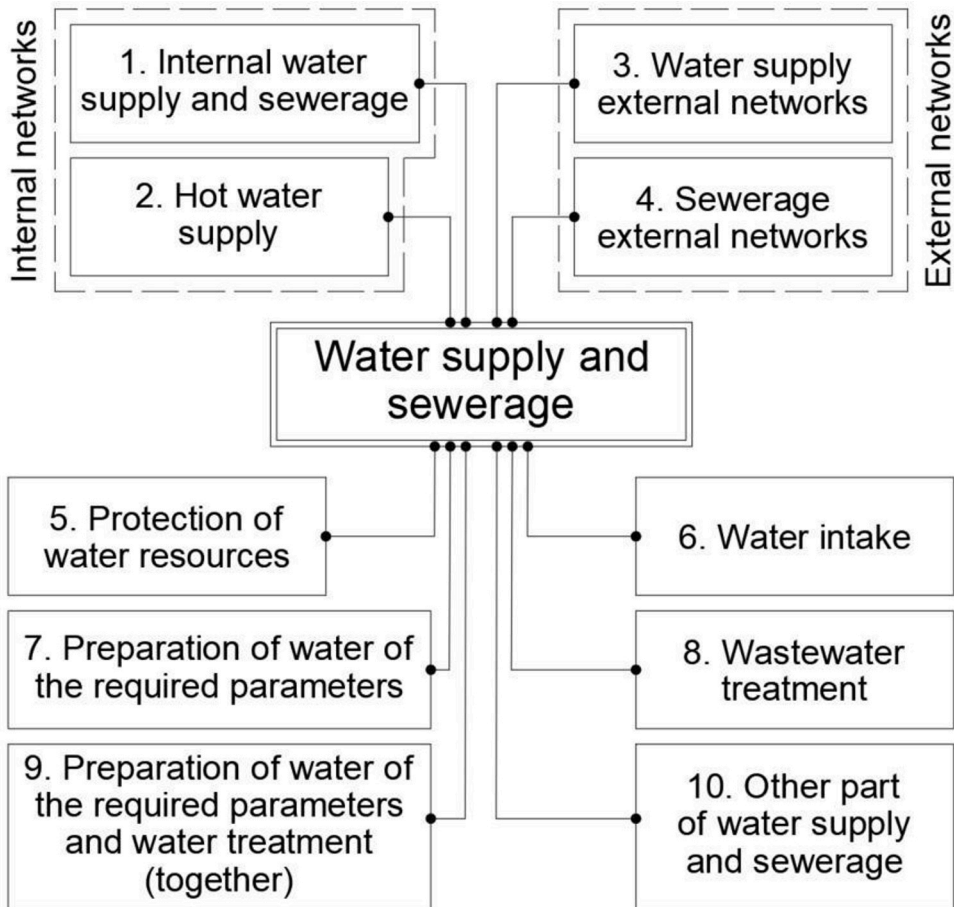 Internal networks
1. Internal water
supply and sewerage
2. Hot water
supply
3. Water supply
external networks
4. Sewerage
external networks
External networks
Water supply and
sewerage
5. Protection of
water resources
6. Water intake
7. Preparation of water of
the required parameters
8. Wastewater
treatment
9. Preparation of water of
the required parameters
and water treatment
(together)
10. Other part
of water supply
and sewerage